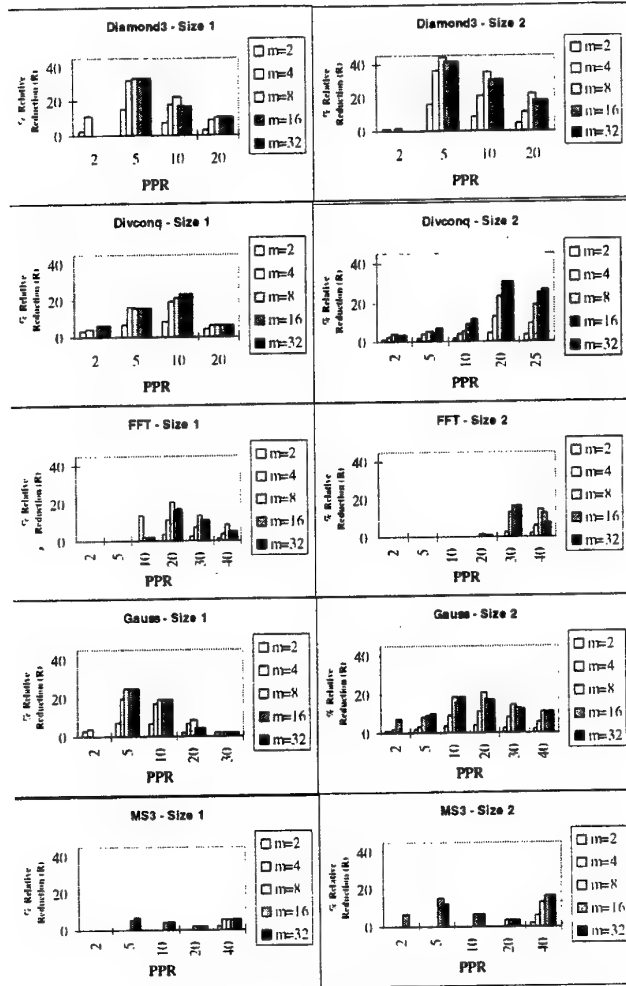 Diamond3 - Size 1
% Relative
Reduction (R)
40
20
0
2 5 10 20
PPR
m=2
m=4
m=8
m=16
m=32
Diamond3 - Size 2
% Relative
Reduction (R)
40
20
0
2 5 10 20
PPR
m=2
m=4
m=8
m=16
m=32
Divconq - Size 1
% Relative
Reduction (R)
40
20
0
2 5 10 20
PPR
m=2
m=4
m=8
m=16
m=32
Divconq - Size 2
% Relative
Reduction (R)
40
20
0
2 5 10 20 25
PPR
m=2
m=4
m=8
m=16
m=32
FFT - Size 1
% Relative
Reduction (R)
40
20
0
2 5 10 20 30 40
PPR
m=2
m=4
m=8
m=16
m=32
FFT - Size 2
% Relative
Reduction (R)
40
20
0
2 5 10 20 30 40
PPR
m=2
m=4
m=8
m=16
m=32
Gauss - Size 1
% Relative
Reduction (R)
40
20
0
2 5 10 20 30
PPR
m=2
m=4
m=8
m=16
m=32
Gauss - Size 2
% Relative
Reduction (R)
40
20
0
2 5 10 20 30 40
PPR
m=2
m=4
m=8
m=16
m=32
MS3 - Size 1
% Relative
Reduction (R)
40
20
0
2 5 10 20 40
PPR
m=2
m=4
m=8
m=16
m=32
MS3 - Size 2
% Relative
Reduction (R)
40
20
0
2 5 10 20 40
PPR
m=2
m=4
m=8
m=16
m=32